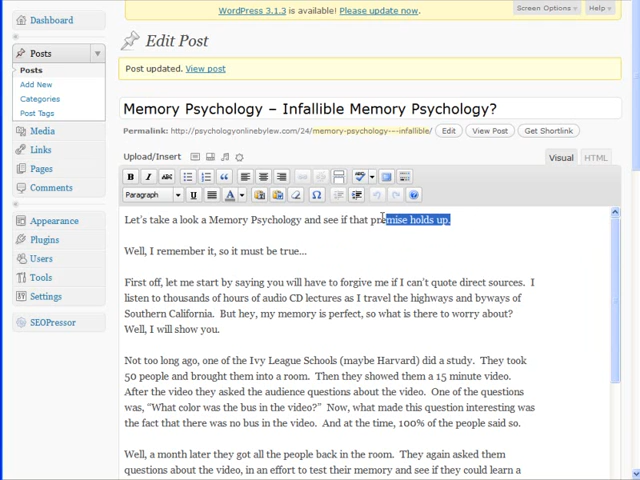 WordPress 3.1.3 is available! Please update now.
Screen Options
Help
Dashboard
Posts
Posts
Add New
Categories
Post Tags
Media
Links
Pages
Comments
Appearance
Plugins
Users
Tools
Settings
SEOPressor
Edit Post
Post updated. View post
Memory Psychology – Infallible Memory Psychology?
Permalink: http://psychologyonlinebylew.com/24/memory-psychology-–-infallible/ Edit View Post Get Shortlink
Upload/Insert
Visual HTML
B I ABC
Paragraph U A
Let's take a look a Memory Psychology and see if that premise holds up.
Well, I remember it, so it must be true...
First off, let me start by saying you will have to forgive me if I can't quote direct sources. I
listen to thousands of hours of audio CD lectures as I travel the highways and byways of
Southern California. But hey, my memory is perfect, so what is there to worry about?
Well, I will show you.
Not too long ago, one of the Ivy League Schools (maybe Harvard) did a study. They took
50 people and brought them into a room. Then they showed them a 15 minute video.
After the video they asked the audience questions about the video. One of the questions
was, "What color was the bus in the video?" Now, what made this question interesting was
the fact that there was no bus in the video. And at the time, 100% of the people said so.
Well, a month later they got all the people back in the room. They again asked them
questions about the video, in an effort to test their memory and see if they could learn a